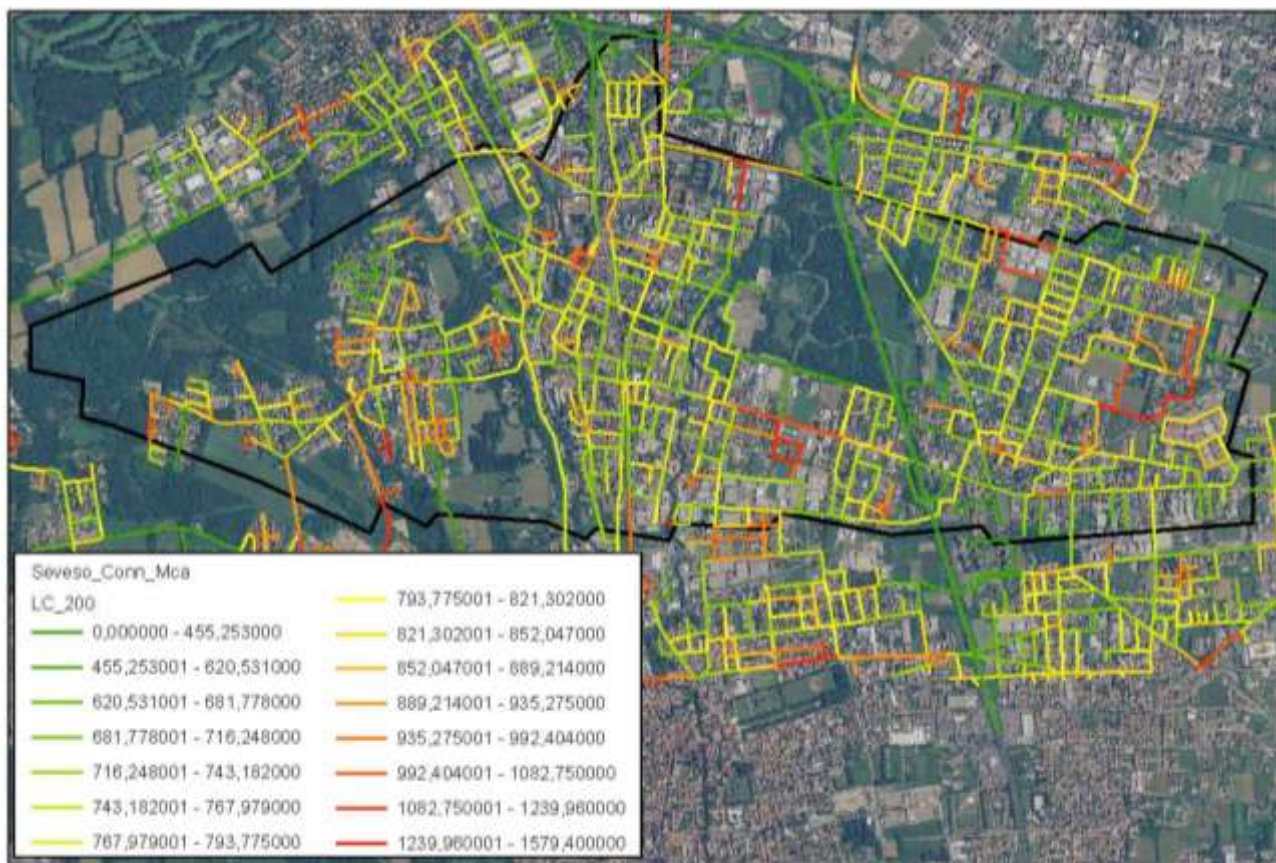 Seveso_Conn_Mca
LC_200
0,000000 - 455,253000
455,253001 - 620,531000
620,531001 - 681,778000
681,778001 - 716,248000
716,248001 - 743,182000
743,182001 - 767,979000
767,979001 - 793,775000
793,775001 - 821,302000
821,302001 - 852,047000
852,047001 - 889,214000
889,214001 - 935,275000
935,275001 - 992,404000
992,404001 - 1082,750000
1082,750001 - 1239,960000
1239,960001 - 1579,400000